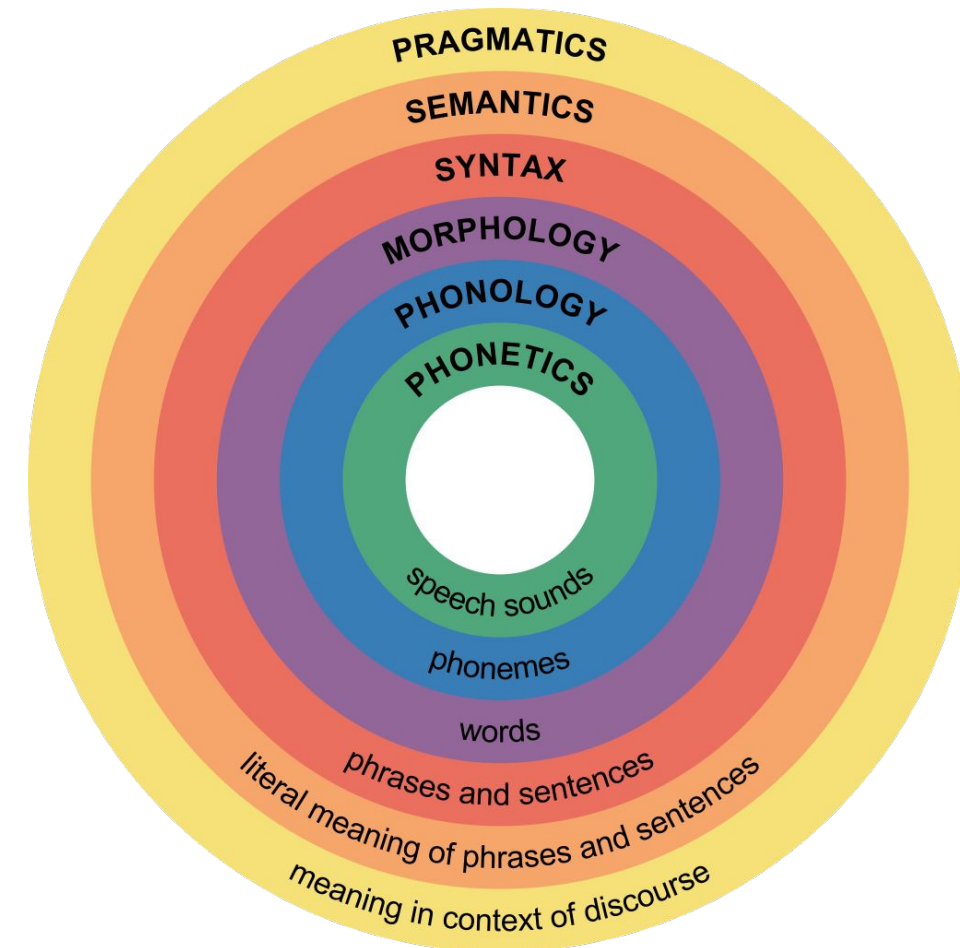 PRAGMATICS
SEMANTICS
SYNTAX
MORPHOLOGY
PHONOLOGY
PHONETICS
speech sounds
phonemes
words
phrases and sentences
literal meaning of phrases and sentences
meaning in context of discourse